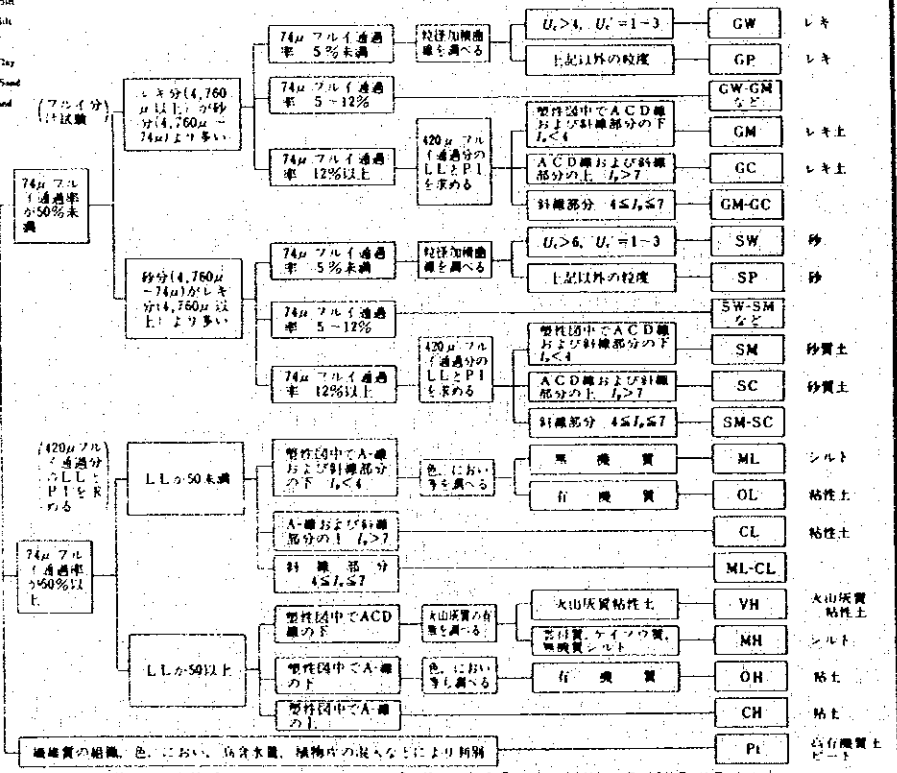 Silt
Clay
Sand
(フルイ分け試験)
74μ フルイ通過率が50%未満
レキ分(4,760μ以上)が砂分(4,760μ~74μ)より多い
74μ フルイ通過率 5%未満
粒径加積曲線を調べる
Uc>4, Uc'=1~3
GW
レキ
上記以外の粒度
GP
レキ
74μ フルイ通過率 5~12%
GW-GMなど
74μ フルイ通過率 12%以上
420μ フルイ通過分のLLとPIを求める
塑性図中でACD線および斜線部分の下 Ip<4
GM
レキ土
ACD線および斜線部分の上 Ip>7
GC
レキ土
斜線部分 4≦Ip≦7
GM-GC
砂分(4,760μ~74μ)がレキ分(4,760μ以上)より多い
74μ フルイ通過率 5%未満
粒径加積曲線を調べる
Uc>6, Uc'=1~3
SW
砂
上記以外の粒度
SP
砂
74μ フルイ通過率 5~12%
SW-SMなど
74μ フルイ通過率 12%以上
420μ フルイ通過分のLLとPIを求める
塑性図中でACD線および斜線部分の下 Ip<4
SM
砂質土
ACD線および斜線部分の上 Ip>7
SC
砂質土
斜線部分 4≦Ip≦7
SM-SC
(420μフルイ通過分のLLとPIを求める)
74μ フルイ通過率が50%以上
LLが50未満
塑性図中でA-線および斜線部分の下 Ip<4
色、におい等を調べる
無機質
ML
シルト
有機質
OL
粘性土
A-線および斜線部分の上 Ip>7
CL
粘性土
斜線部分 4≦Ip≦7
ML-CL
LLが50以上
塑性図中でACD線の下
火山灰質の有無を調べる
火山灰質粘性土
VH
火山灰質粘性土
雲母質、ケイソウ質、無機質シルト
MH
シルト
塑性図中でA-線の下
色、におい等を調べる
有機質
OH
粘土
塑性図中でA-線の上
CH
粘土
繊維質の組織、色、におい、高含水量、植物片の混入などにより判別
Pt
高有機質土ピート